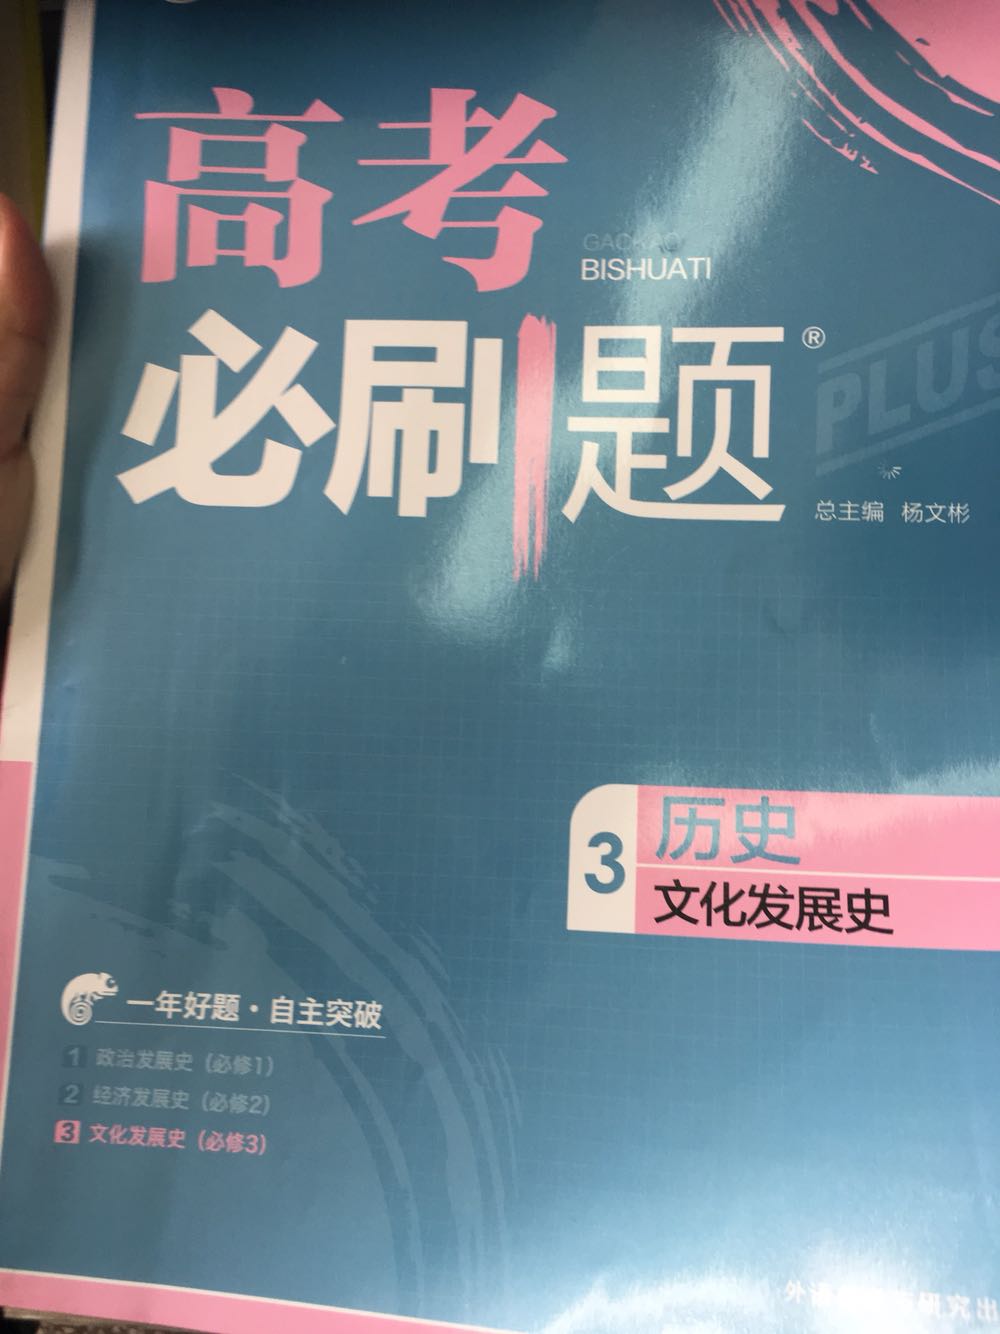 高考
GAOKAO
BISHUATI
必刷题®
PLUS
总主编 杨文彬
3 历史
文化发展史
一年好题·自主突破
1 政治发展史（必修1）
2 经济发展史（必修2）
3 文化发展史（必修3）
研究出